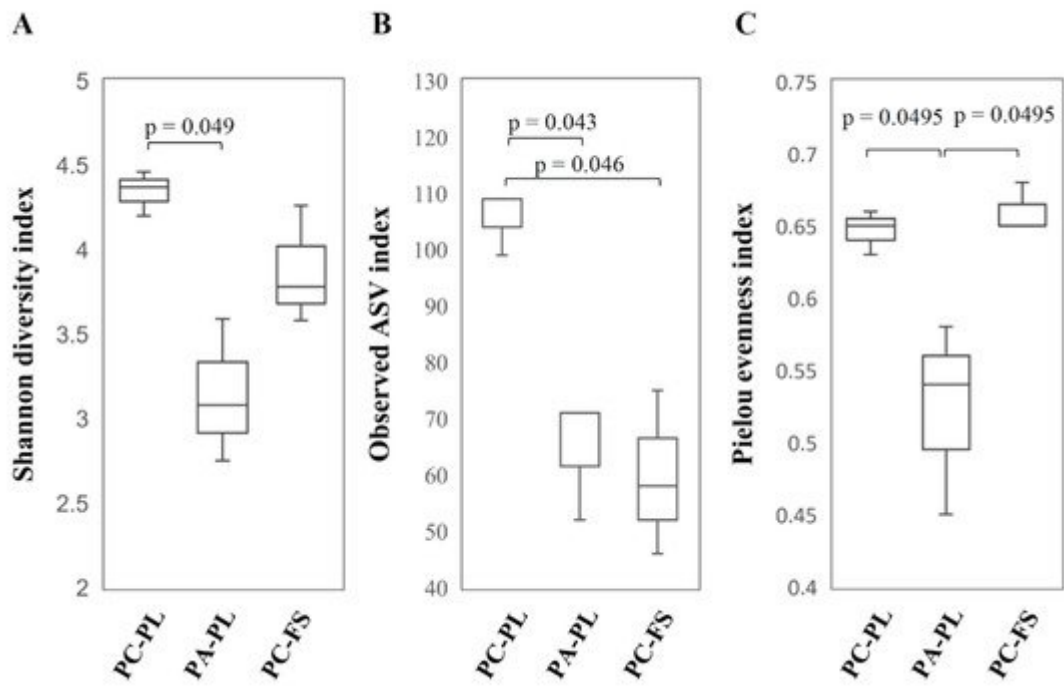 A
Shannon diversity index
5
4.5
4
3.5
3
2.5
2
p = 0.049
PC-PL
PA-PL
PC-FS
B
Observed ASV index
130
120
110
100
90
80
70
60
50
40
p = 0.043
p = 0.046
PC-PL
PA-PL
PC-FS
C
Pielou evenness index
0.75
0.7
0.65
0.6
0.55
0.5
0.45
0.4
p = 0.0495
p = 0.0495
PC-PL
PA-PL
PC-FS